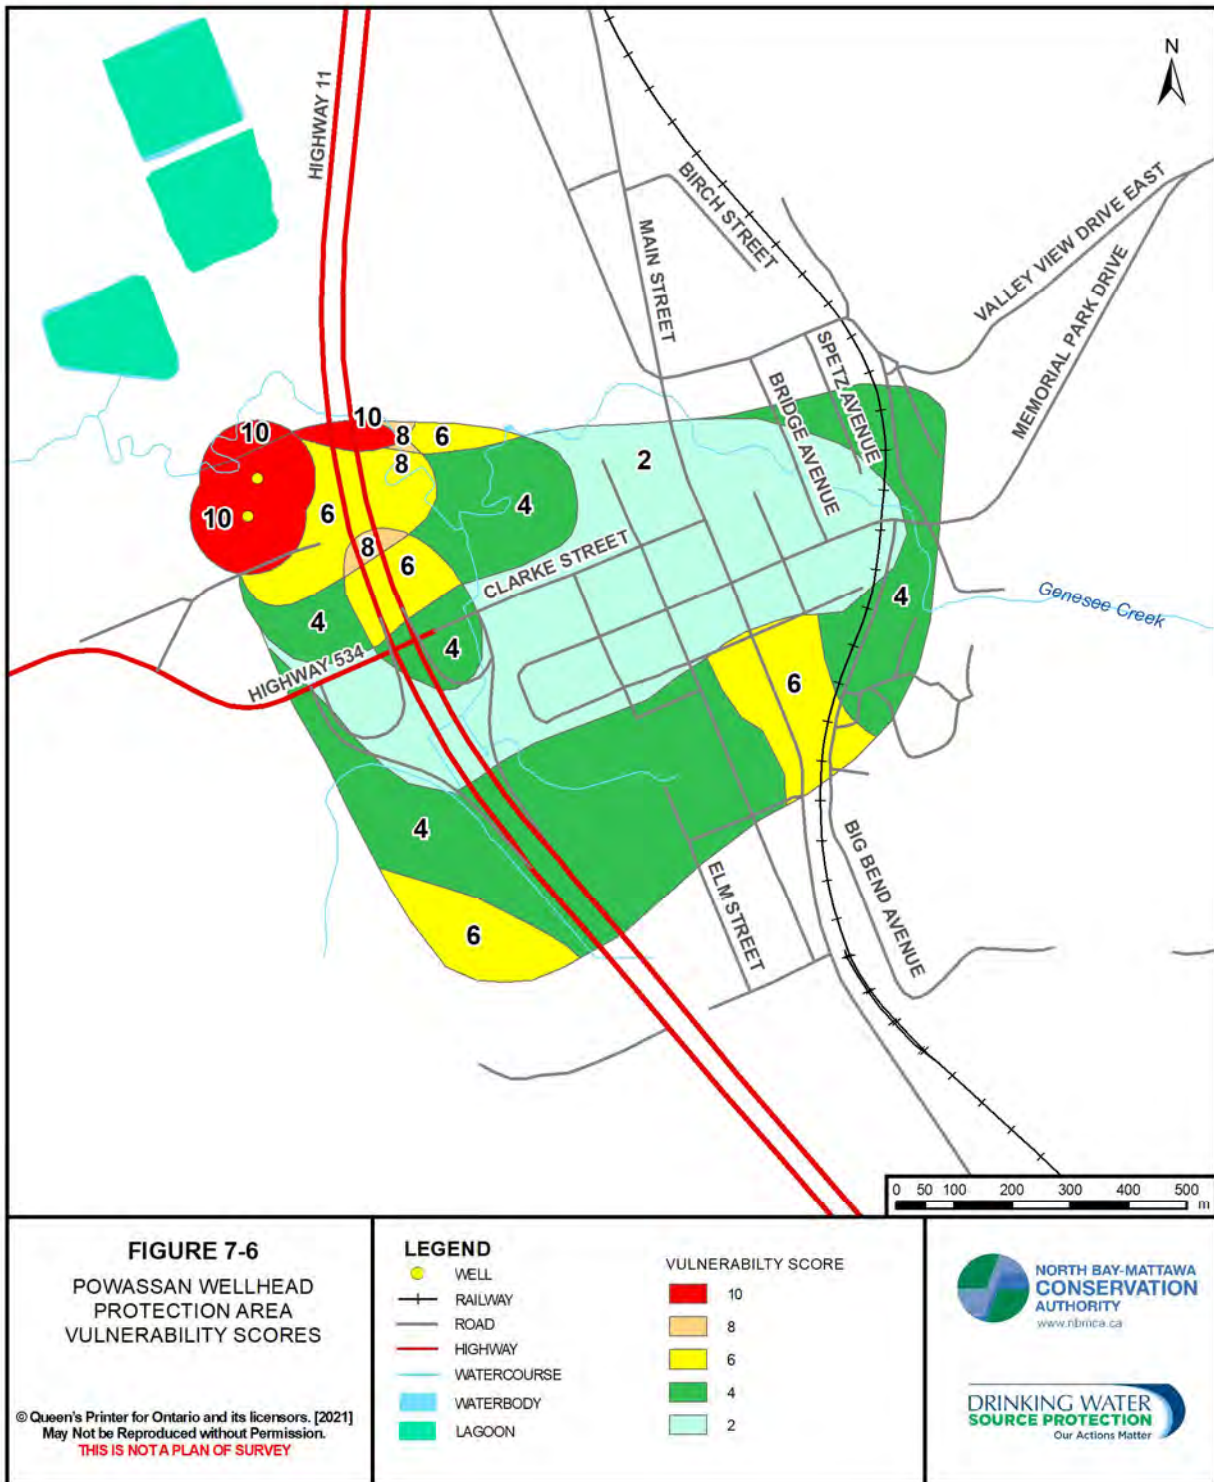 N
HIGHWAY 11
BIRCH STREET
MAIN STREET
VALLEY VIEW DRIVE EAST
MEMORIAL PARK DRIVE
SPETZ AVENUE
BRIDGE AVENUE
10
10
8
6
8
2
10
6
4
8
6
CLARKE STREET
4
4
4
Genesee Creek
HIGHWAY 534
6
4
6
ELM STREET
BIG BEND AVENUE
0 50 100 200 300 400 500
m
FIGURE 7-6
POWASSAN WELLHEAD
PROTECTION AREA
VULNERABILITY SCORES
© Queen's Printer for Ontario and its licensors. [2021]
May Not be Reproduced without Permission.
THIS IS NOT A PLAN OF SURVEY
LEGEND
WELL
RAILWAY
ROAD
HIGHWAY
WATERCOURSE
WATERBODY
LAGOON
VULNERABILTY SCORE
10
8
6
4
2
NORTH BAY-MATTAWA
CONSERVATION
AUTHORITY
www.nbmca.ca
DRINKING WATER
SOURCE PROTECTION
Our Actions Matter